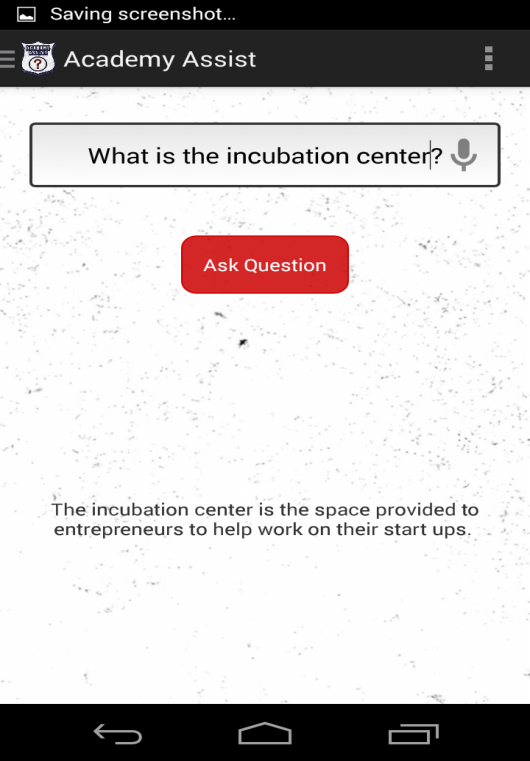 Saving screenshot...
Academy Assist
What is the incubation center?
Ask Question
The incubation center is the space provided to
entrepreneurs to help work on their start ups.